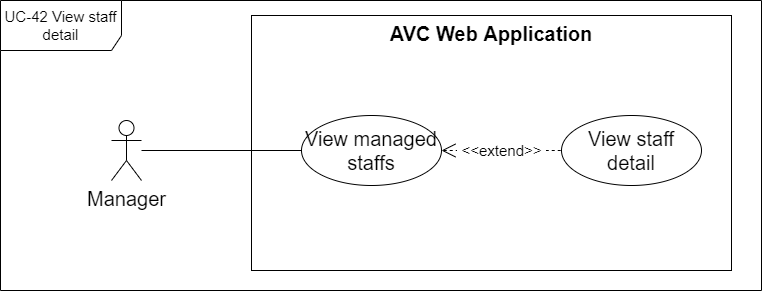 UC-42 View staff
detail
AVC Web Application
View managed
staffs
<<extend>>
View staff
detail
Manager